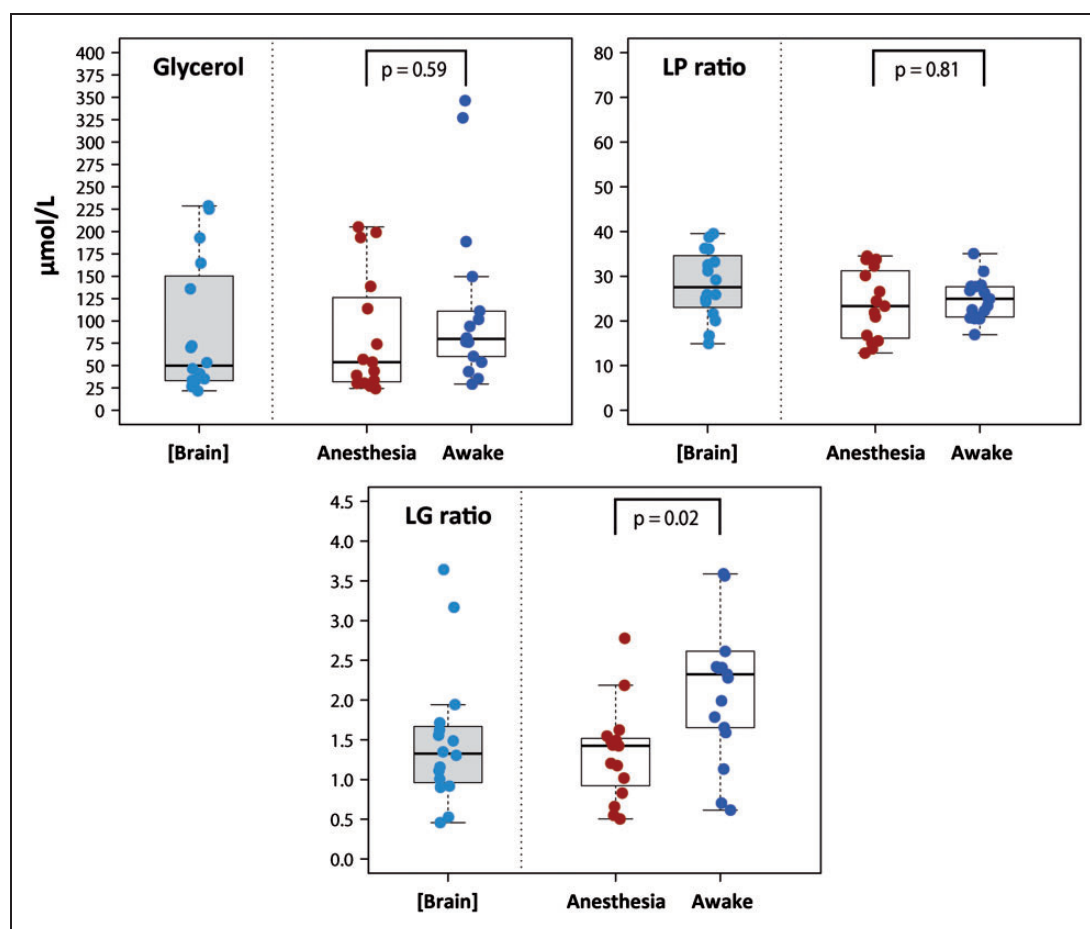 Glycerol
p = 0.59
400
375
350
325
300
275
250
225
200
175
150
125
100
75
50
25
0
µmol/L
[Brain]
Anesthesia
Awake
LP ratio
p = 0.81
80
70
60
50
40
30
20
10
0
[Brain]
Anesthesia
Awake
LG ratio
p = 0.02
4.5
4.0
3.5
3.0
2.5
2.0
1.5
1.0
0.5
0.0
[Brain]
Anesthesia
Awake